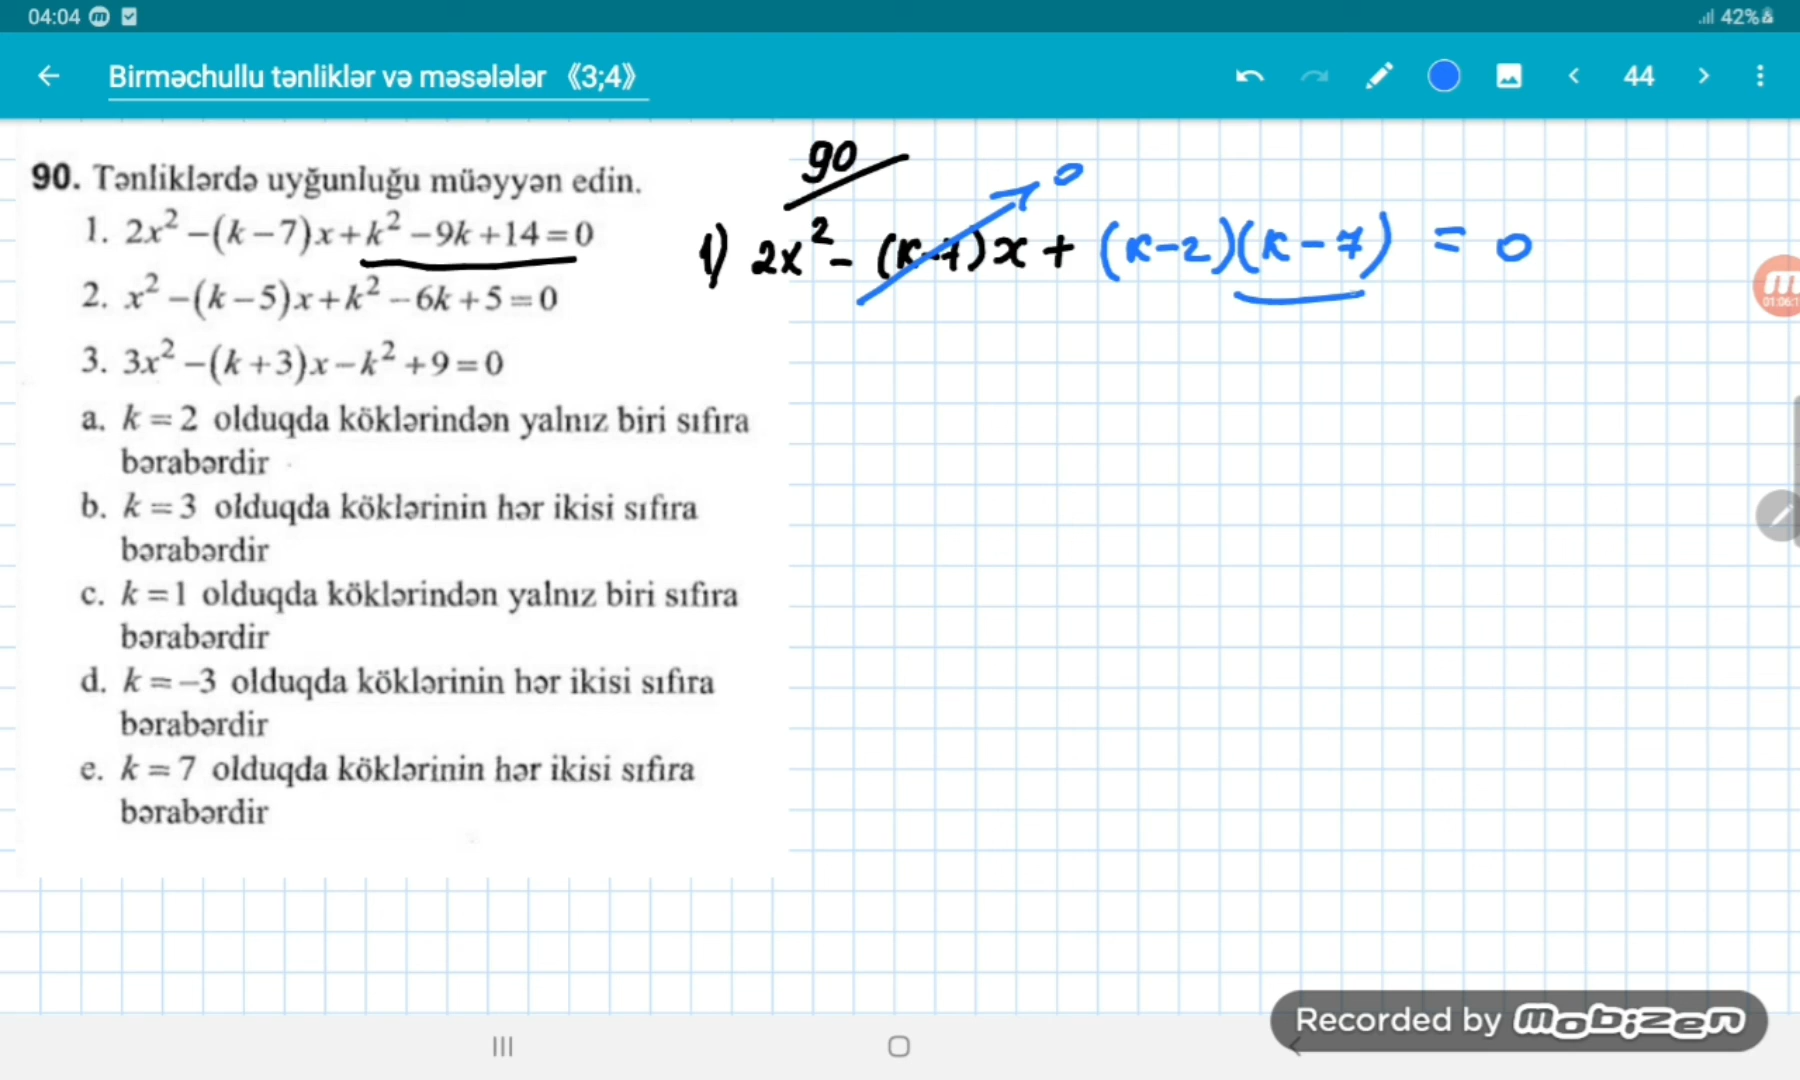 04:04
42%
Birməchullu tənliklər və məsələlər 《3;4》
44
90. Tənliklərdə uyğunluğu müəyyən edin.
1. 2x² −(k−7)x+k² −9k+14=0
2. x² −(k−5)x+k² −6k+5=0
3. 3x² −(k+3)x−k² +9=0
a. k=2 olduqda köklərindən yalnız biri sıfıra
bərabərdir
b. k=3 olduqda köklərinin hər ikisi sıfıra
bərabərdir
c. k=1 olduqda köklərindən yalnız biri sıfıra
bərabərdir
d. k=−3 olduqda köklərinin hər ikisi sıfıra
bərabərdir
e. k=7 olduqda köklərinin hər ikisi sıfıra
bərabərdir
90
0
1) 2x² − (k−7)x + (k−2)(k−7) = 0
Recorded by Mobizen